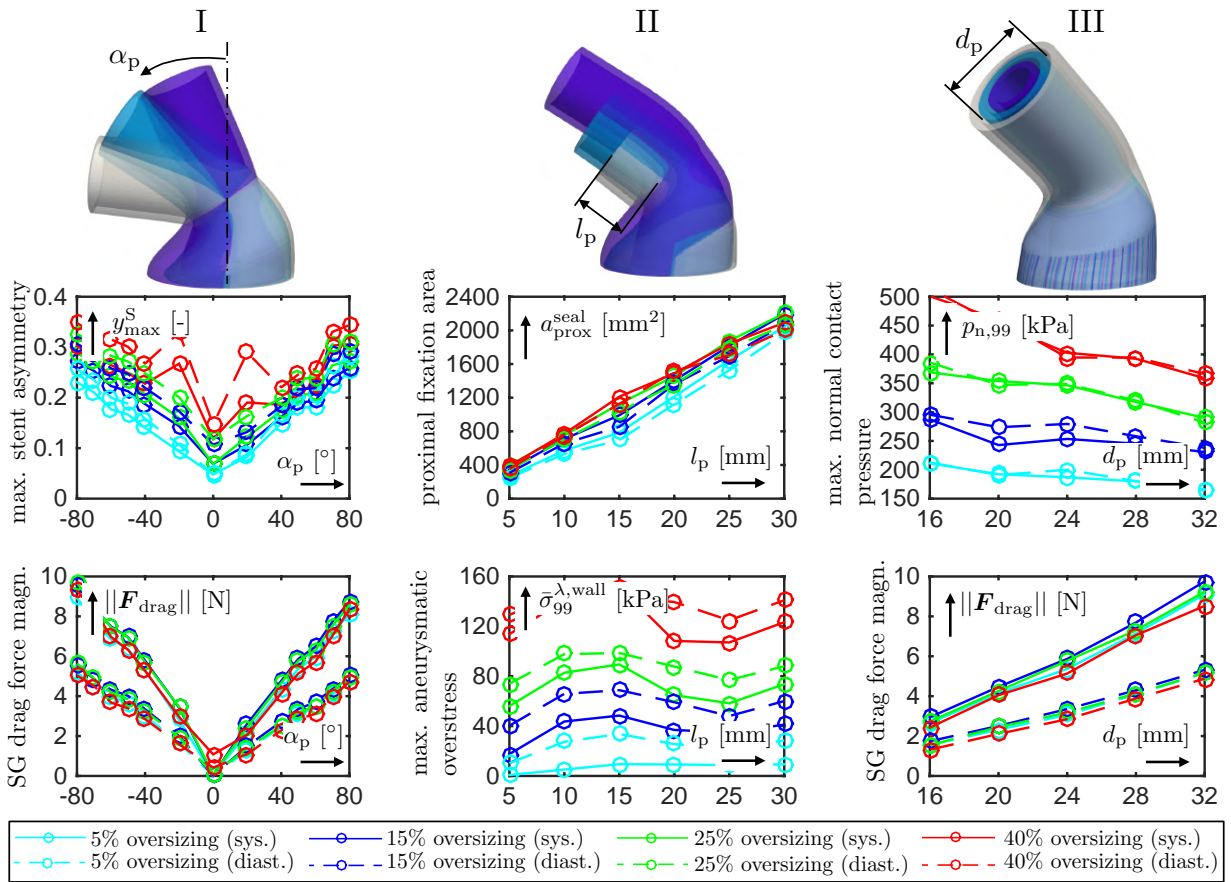 I
II
III
αp
lp
dp
max. stent asymmetry
0.4
0.3
0.2
0.1
0
y^S_max [-]
αp [°]
-80 -40 0 40 80
proximal fixation area
2400
2000
1600
1200
800
400
0
a^seal_prox [mm²]
lp [mm]
5 10 15 20 25 30
max. normal contact
pressure
500
450
400
350
300
250
200
150
p_n,99 [kPa]
dp [mm]
16 20 24 28 32
SG drag force magn.
10
8
6
4
2
0
||F_drag|| [N]
αp [°]
-80 -40 0 40 80
max. aneurysmatic
overstress
160
120
80
40
0
σ̄^λ,wall_99 [kPa]
lp [mm]
5 10 15 20 25 30
SG drag force magn.
10
8
6
4
2
0
||F_drag|| [N]
dp [mm]
16 20 24 28 32
5% oversizing (sys.) 15% oversizing (sys.) 25% oversizing (sys.) 40% oversizing (sys.)
5% oversizing (diast.) 15% oversizing (diast.) 25% oversizing (diast.) 40% oversizing (diast.)